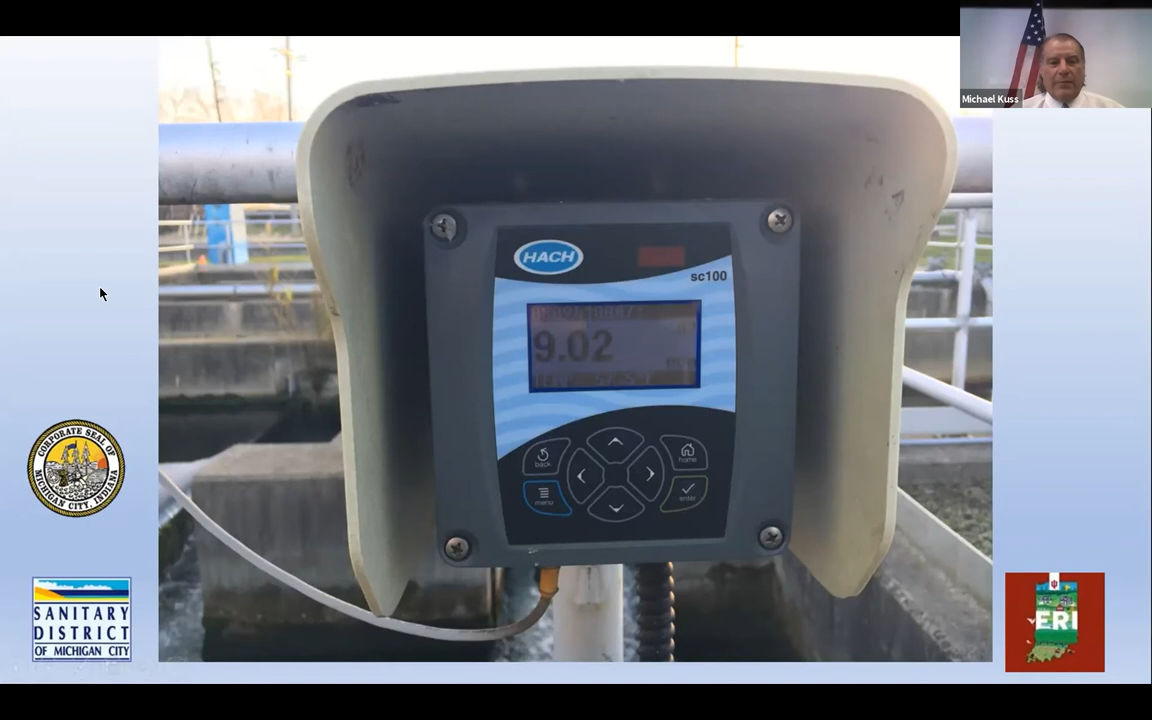 Michael Kuss
HACH
sc100
9.02
back
home
menu
enter
CORPORATE SEAL OF
MICHIGAN CITY, INDIANA
SANITARY
DISTRICT
OF MICHIGAN CITY
ERI